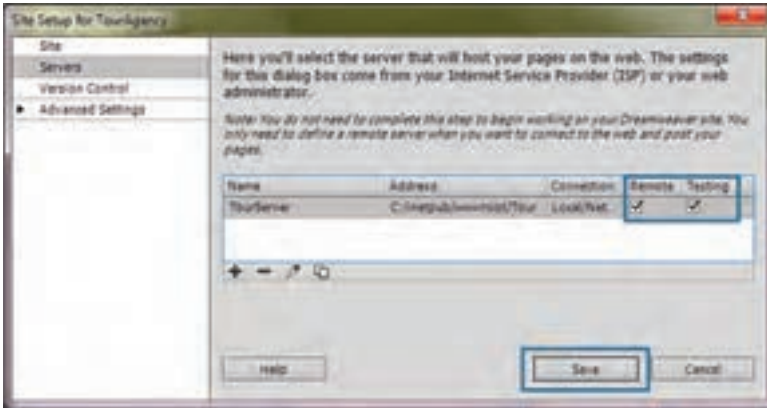 Site Setup for TourAgency
Site
Servers
Version Control
Advanced Settings
Here you'll select the server that will host your pages on the web. The settings
for this dialog box come from your Internet Service Provider (ISP) or your web
administrator.
Note: You do not need to complete this step to begin working on your Dreamweaver site. You
only need to define a remote server when you want to connect to the web and post your
pages.
Name Address Connection Remote Testing
TourServer C:\inetpub\wwwroot\Tour Local/Net
Help Save Cancel